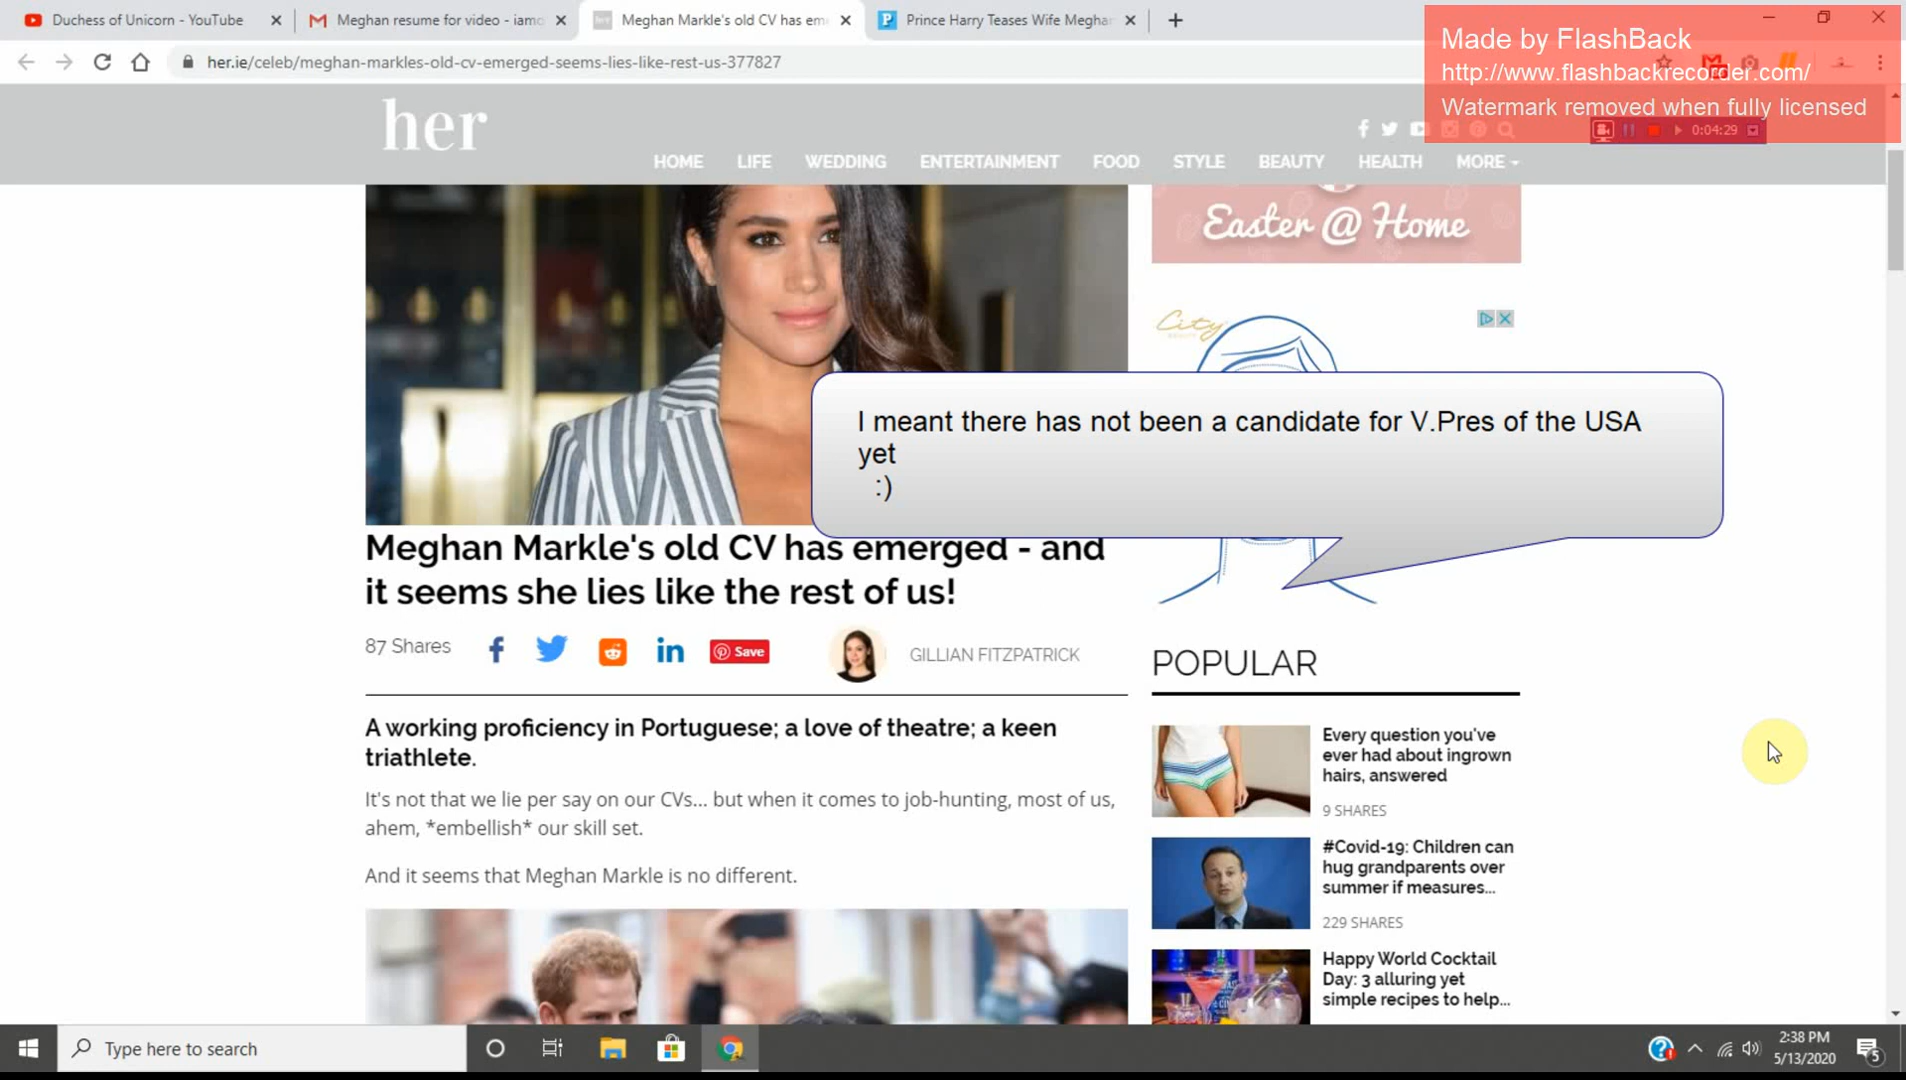 Duchess of Unicorn - YouTube
Meghan resume for video - iamo
Meghan Markle's old CV has em
Prince Harry Teases Wife Megha
her.ie/celeb/meghan-markles-old-cv-emerged-seems-lies-like-rest-us-377827
Made by FlashBack
http://www.flashbackrecorder.com/
Watermark removed when fully licensed
0:04:29
her
HOME
LIFE
WEDDING
ENTERTAINMENT
FOOD
STYLE
BEAUTY
HEALTH
MORE
Easter @ Home
City
I meant there has not been a candidate for V.Pres of the USA
yet
:)
Meghan Markle's old CV has emerged - and
it seems she lies like the rest of us!
87 Shares
Save
GILLIAN FITZPATRICK
A working proficiency in Portuguese; a love of theatre; a keen
triathlete.
It's not that we lie per say on our CVs... but when it comes to job-hunting, most of us,
ahem, *embellish* our skill set.
And it seems that Meghan Markle is no different.
POPULAR
Every question you've
ever had about ingrown
hairs, answered
9 SHARES
#Covid-19: Children can
hug grandparents over
summer if measures...
229 SHARES
Happy World Cocktail
Day: 3 alluring yet
simple recipes to help...
Type here to search
2:38 PM
5/13/2020
5